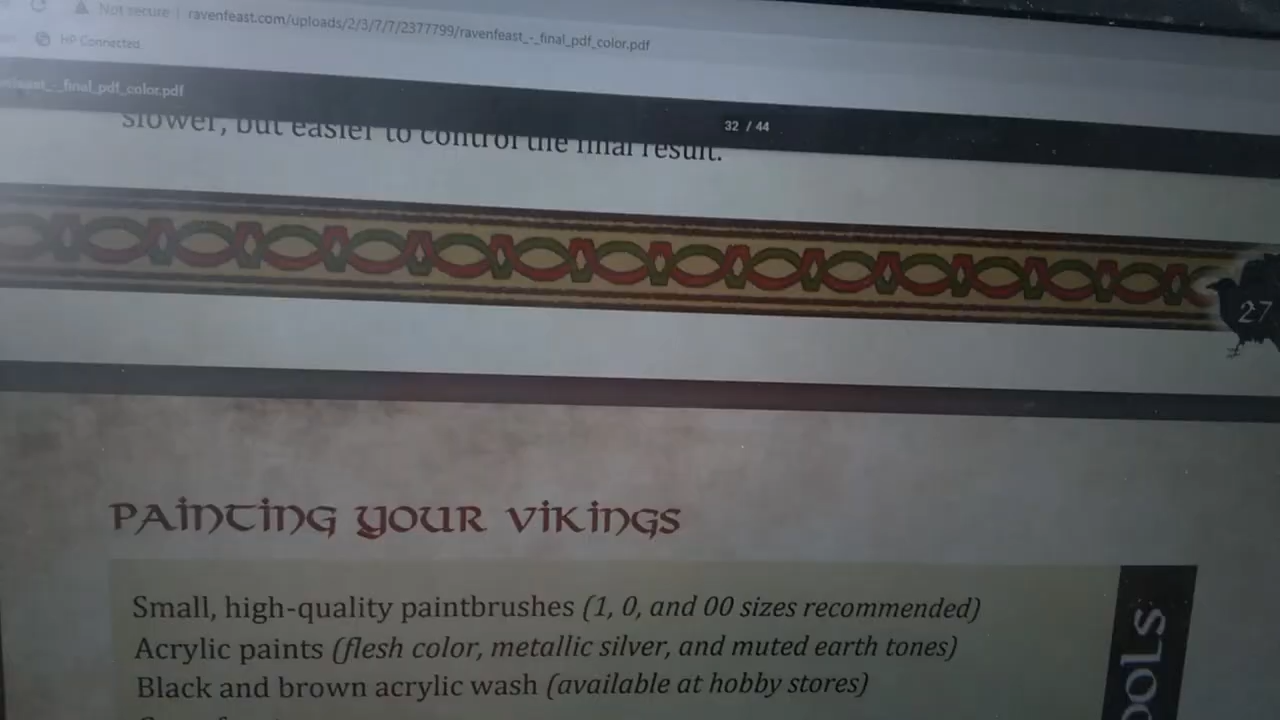 Not secure | ravenfeast.com/uploads/2/3/7/7/2377799/ravenfeast_-_final_pdf_color.pdf
HP Connected
_-_final_pdf_color.pdf
32 / 44
slower, but easier to control the final result.
27
PAINTING YOUR VIKINGS
Small, high-quality paintbrushes (1, 0, and 00 sizes recommended)
Acrylic paints (flesh color, metallic silver, and muted earth tones)
Black and brown acrylic wash (available at hobby stores)